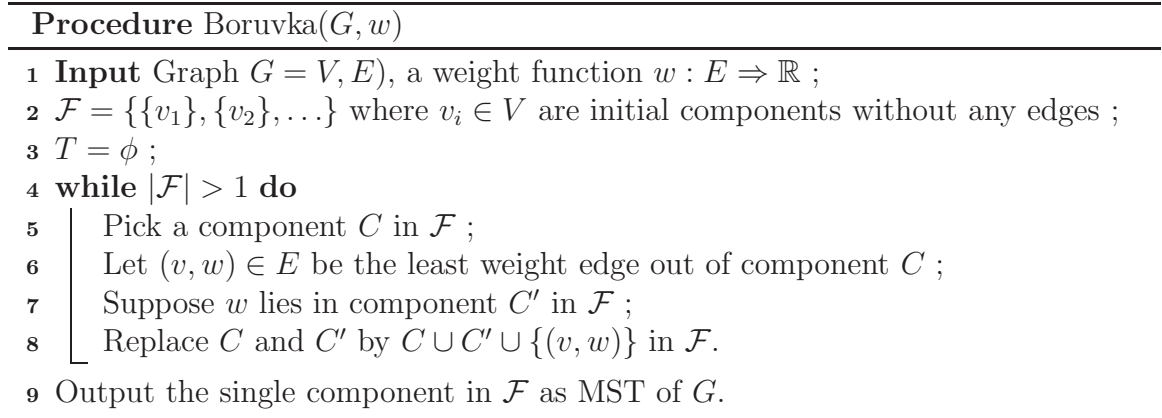 Procedure Boruvka(G, w)
1 Input Graph G = V, E), a weight function w : E ⇒ ℝ ;
2 ℱ = {{v₁}, {v₂}, . . .} where vᵢ ∈ V are initial components without any edges ;
3 T = ϕ ;
4 while |ℱ| > 1 do
5 Pick a component C in ℱ ;
6 Let (v, w) ∈ E be the least weight edge out of component C ;
7 Suppose w lies in component C′ in ℱ ;
8 Replace C and C′ by C ∪ C′ ∪ {(v, w)} in ℱ.
9 Output the single component in ℱ as MST of G.